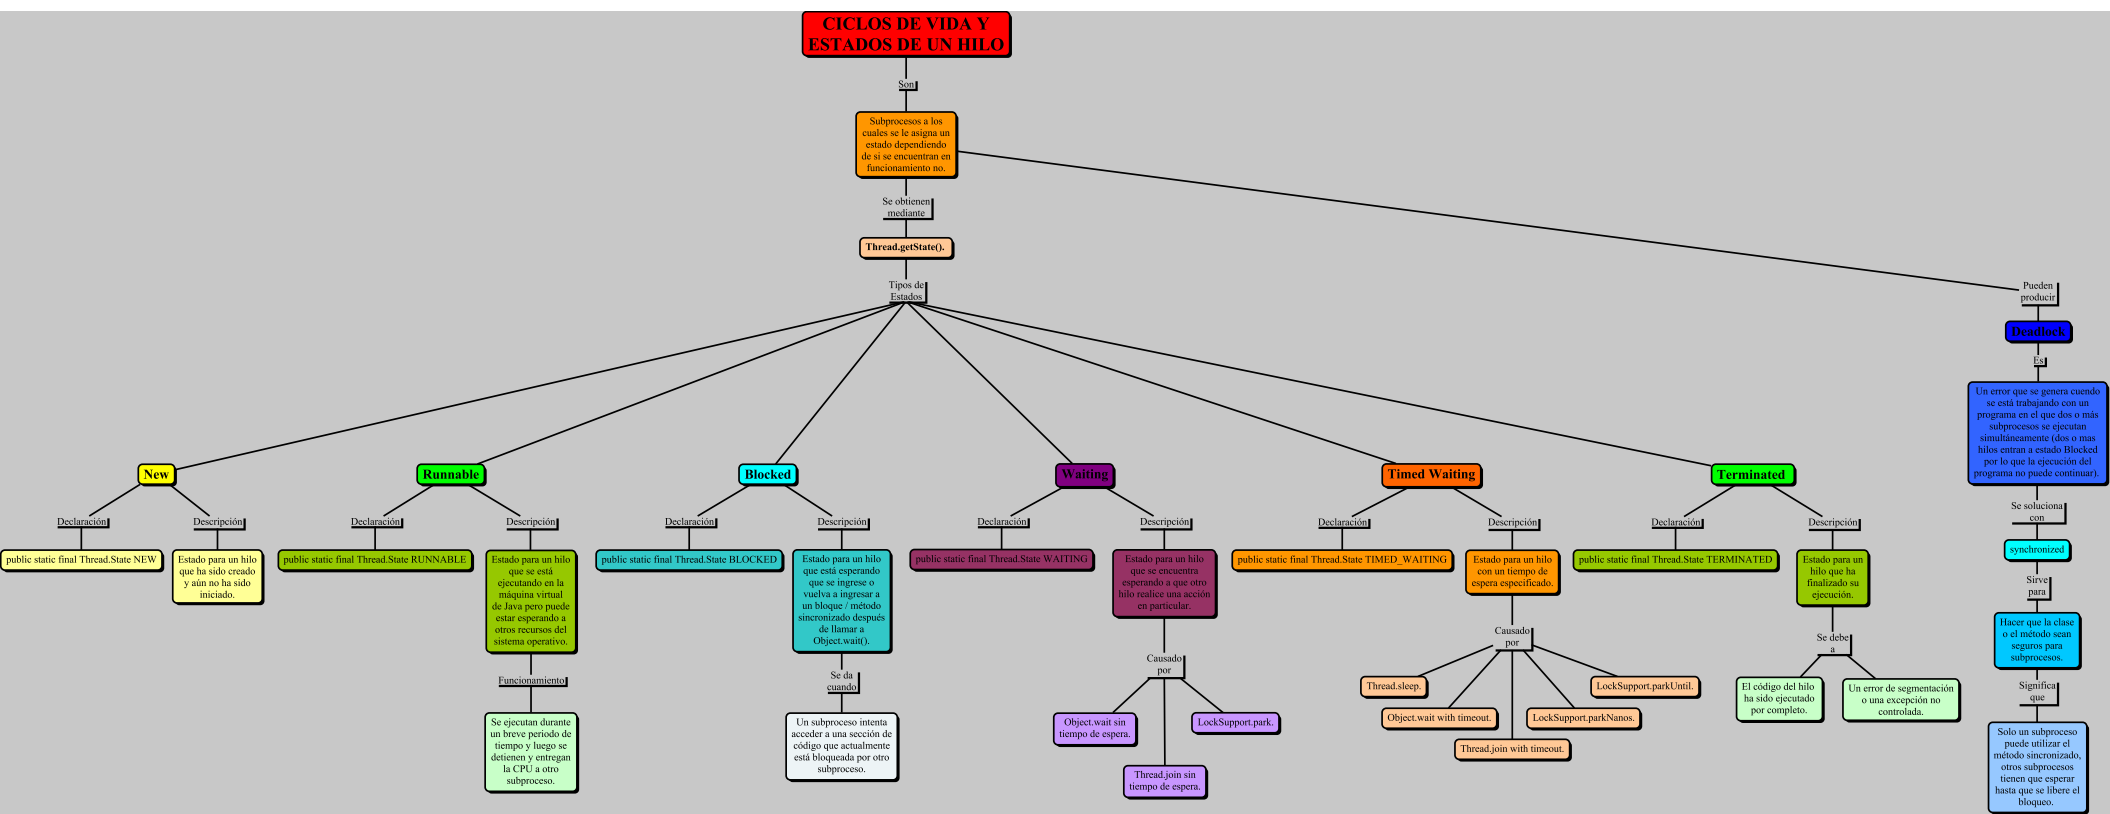 CICLOS DE VIDA Y
ESTADOS DE UN HILO
Son
Subprocesos a los
cuales se le asigna un
estado dependiendo
de si se encuentran en
funcionamiento no.
Se obtienen
mediante
Thread.getState().
Tipos de
Estados
Pueden
producir
Deadlock
Es
Un error que se genera cuendo
se está trabajando con un
programa en el que dos o más
subprocesos se ejecutan
simultáneamente (dos o mas
hilos entran a estado Blocked
por lo que la ejecución del
programa no puede continuar).
Se soluciona
con
synchronized
Sirve
para
Hacer que la clase
o el método sean
seguros para
subprocesos.
Significa
que
Solo un subproceso
puede utilizar el
método sincronizado,
otros subprocesos
tienen que esperar
hasta que se libere el
bloqueo.
New
Declaración
public static final Thread.State NEW
Descripción
Estado para un hilo
que ha sido creado
y aún no ha sido
iniciado.
Runnable
Declaración
public static final Thread.State RUNNABLE
Descripción
Estado para un hilo
que se está
ejecutando en la
máquina virtual
de Java pero puede
estar esperando a
otros recursos del
sistema operativo.
Funcionamiento
Se ejecutan durante
un breve periodo de
tiempo y luego se
detienen y entregan
la CPU a otro
subproceso.
Blocked
Declaración
public static final Thread.State BLOCKED
Descripción
Estado para un hilo
que está esperando
que se ingrese o
vuelva a ingresar a
un bloque / método
sincronizado después
de llamar a
Object.wait().
Se da
cuando
Un subproceso intenta
acceder a una sección de
código que actualmente
está bloqueada por otro
subproceso.
Waiting
Declaración
public static final Thread.State WAITING
Descripción
Estado para un hilo
que se encuentra
esperando a que otro
hilo realice una acción
en particular.
Causado
por
Object.wait sin
tiempo de espera.
Thread.join sin
tiempo de espera.
LockSupport.park.
Timed Waiting
Declaración
public static final Thread.State TIMED_WAITING
Descripción
Estado para un hilo
con un tiempo de
espera especificado.
Causado
por
Thread.sleep.
Object.wait with timeout.
Thread.join with timeout.
LockSupport.parkNanos.
LockSupport.parkUntil.
Terminated
Declaración
public static final Thread.State TERMINATED
Descripción
Estado para un
hilo que ha
finalizado su
ejecución.
Se debe
a
El código del hilo
ha sido ejecutado
por completo.
Un error de segmentación
o una excepción no
controlada.